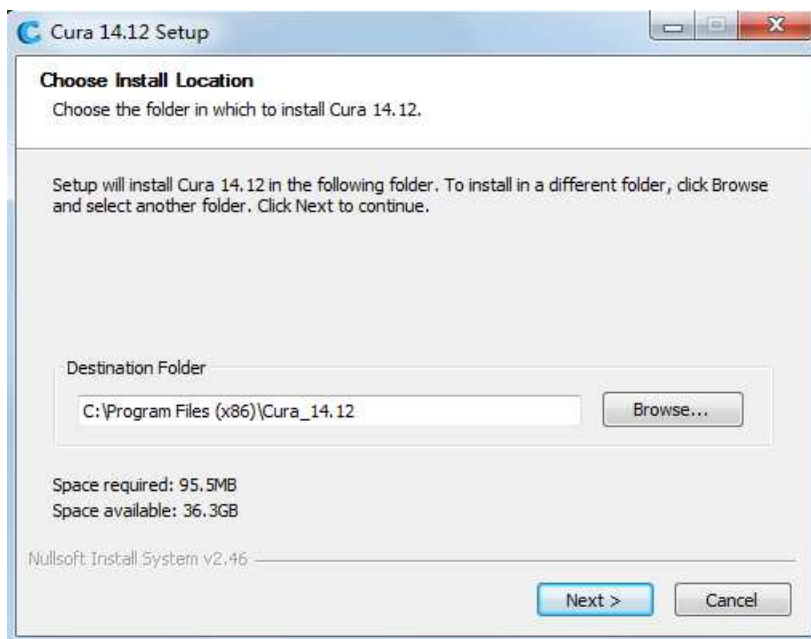 Cura 14.12 Setup
Choose Install Location
Choose the folder in which to install Cura 14.12.
Setup will install Cura 14.12 in the following folder. To install in a different folder, click Browse
and select another folder. Click Next to continue.
Destination Folder
C:\Program Files (x86)\Cura_14.12
Browse...
Space required: 95.5MB
Space available: 36.3GB
Nullsoft Install System v2.46
Next >
Cancel